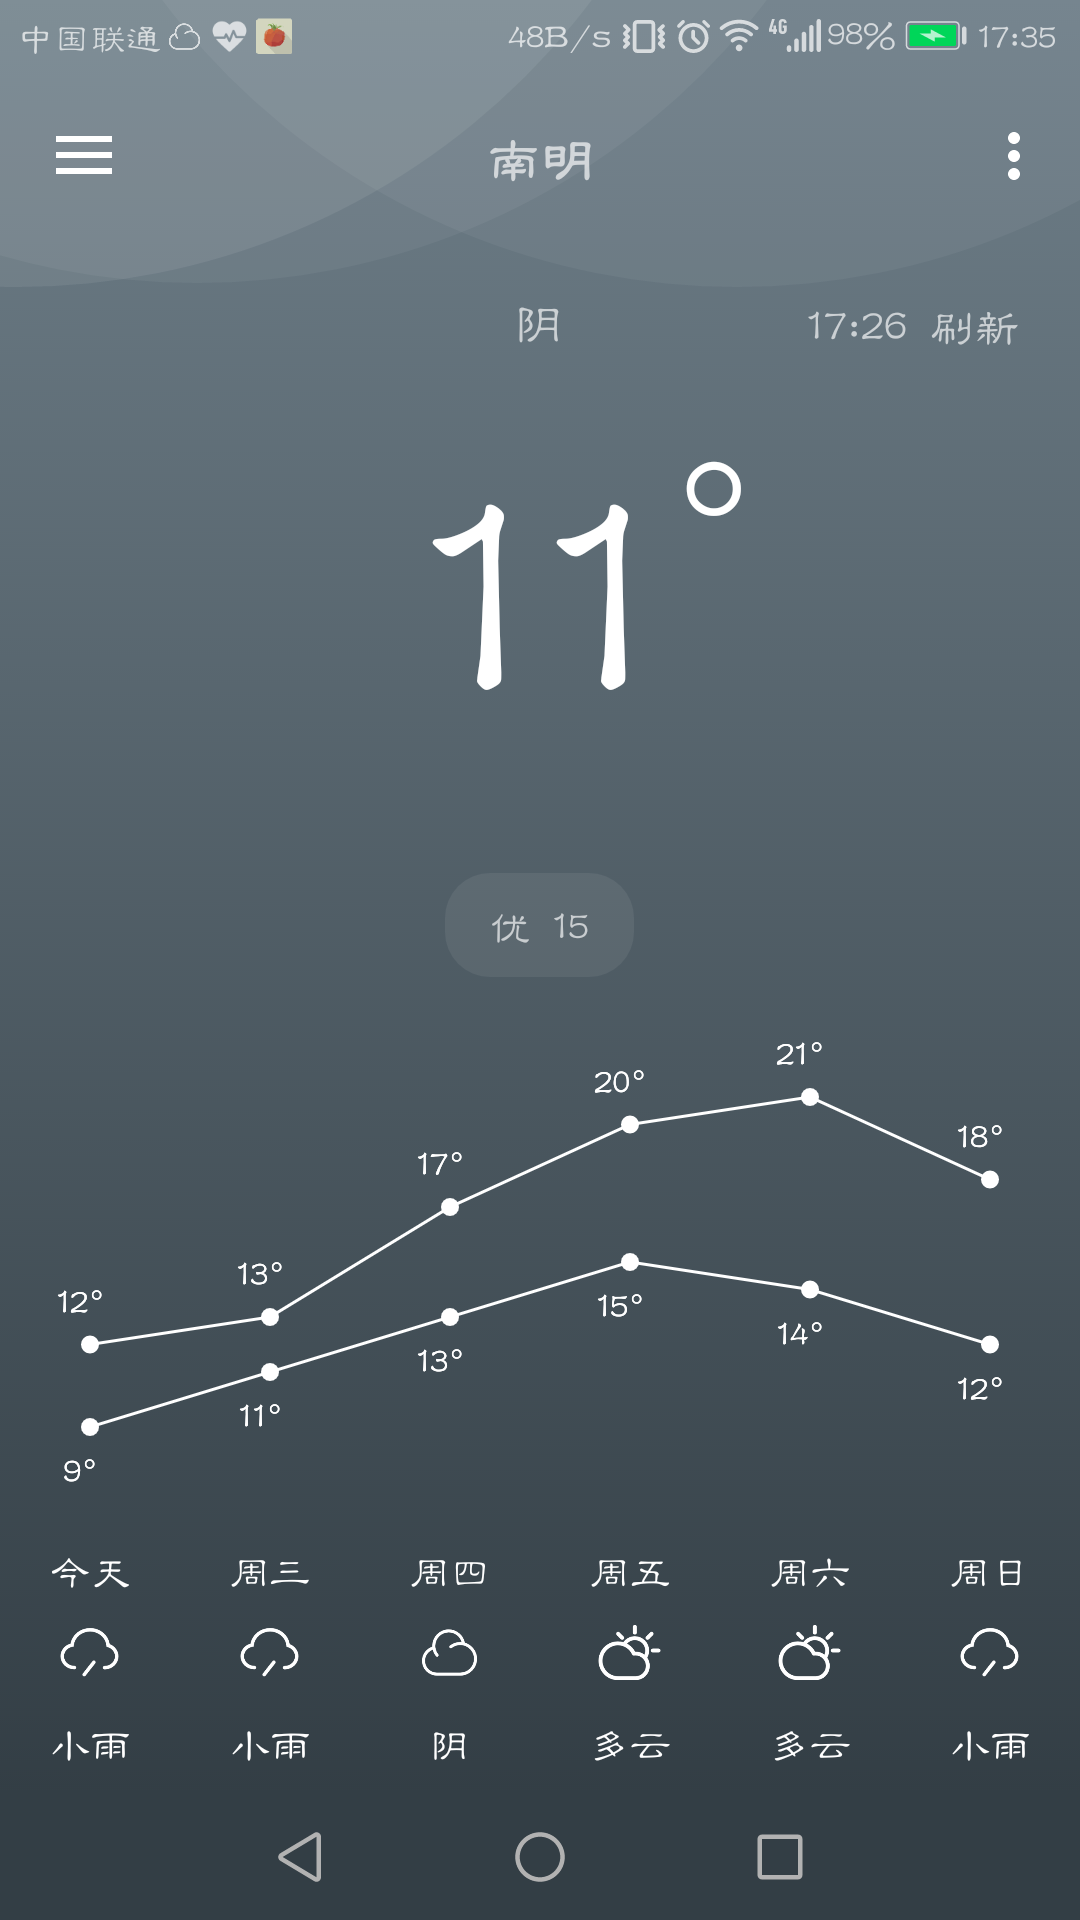 中国联通 48B/s 4G 98% 17:35
南明
阴 17:26 刷新
11°
优 15
21°
20°
18°
17°
13°
12°
15°
14°
13°
12°
11°
9°
今天 周三 周四 周五 周六 周日
小雨 小雨 阴 多云 多云 小雨